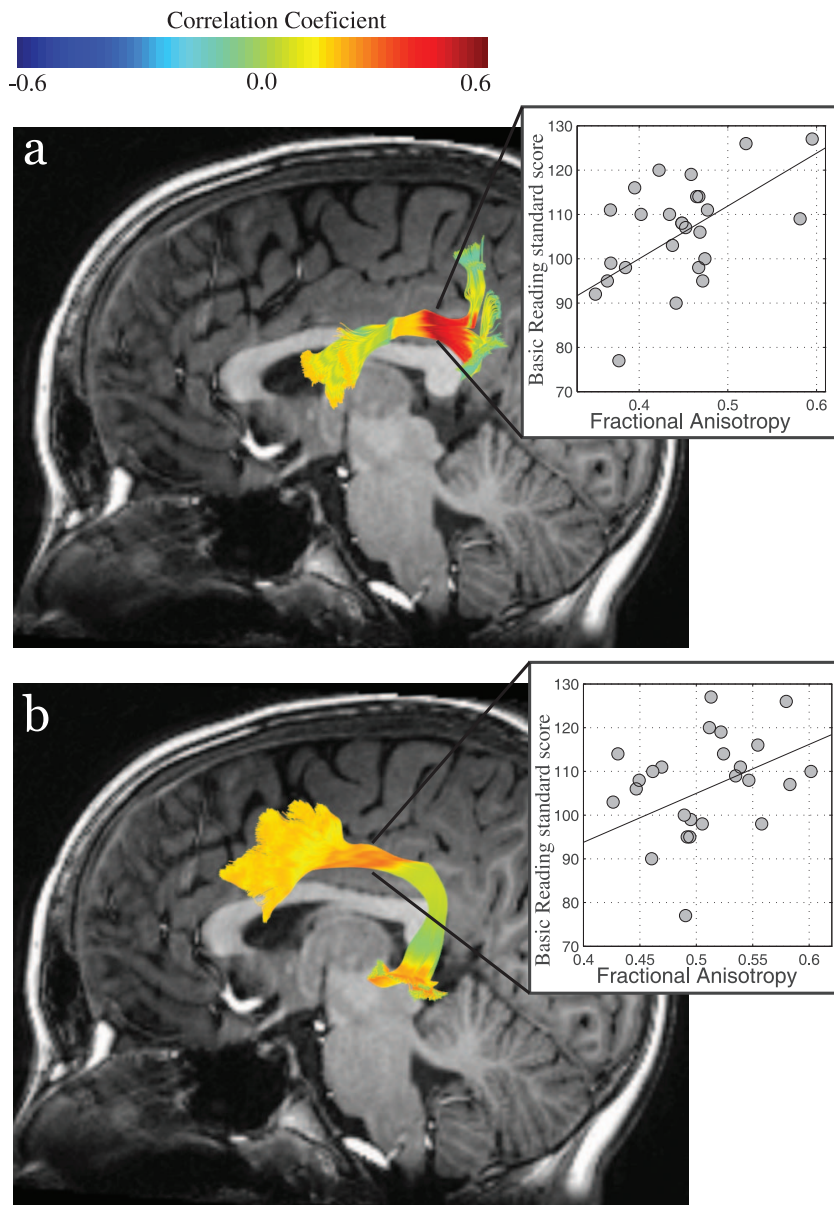 Correlation Coeficient
-0.6 0.0 0.6
a
130
120
110
100
90
80
70
Basic Reading standard score
0.4 0.5 0.6
Fractional Anisotropy
b
130
120
110
100
90
80
70
Basic Reading standard score
0.4 0.45 0.5 0.55 0.6
Fractional Anisotropy